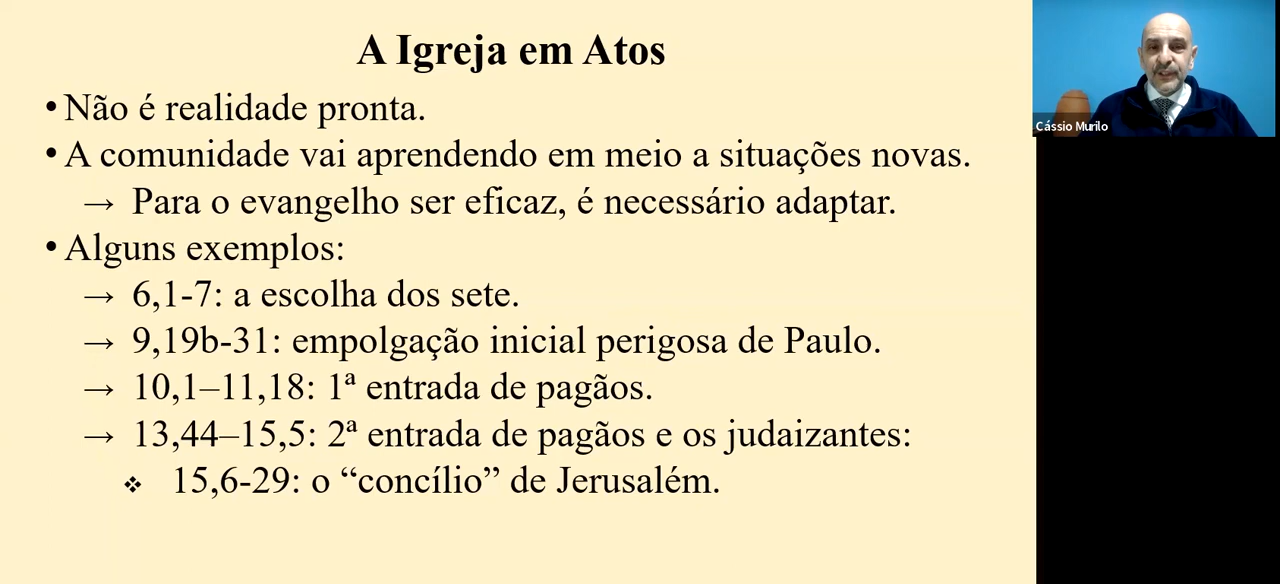 A Igreja em Atos
•Não é realidade pronta.
•A comunidade vai aprendendo em meio a situações novas.
→ Para o evangelho ser eficaz, é necessário adaptar.
•Alguns exemplos:
→ 6,1-7: a escolha dos sete.
→ 9,19b-31: empolgação inicial perigosa de Paulo.
→ 10,1–11,18: 1ª entrada de pagãos.
→ 13,44–15,5: 2ª entrada de pagãos e os judaizantes:
❖ 15,6-29: o “concílio” de Jerusalém.
Cássio Murilo